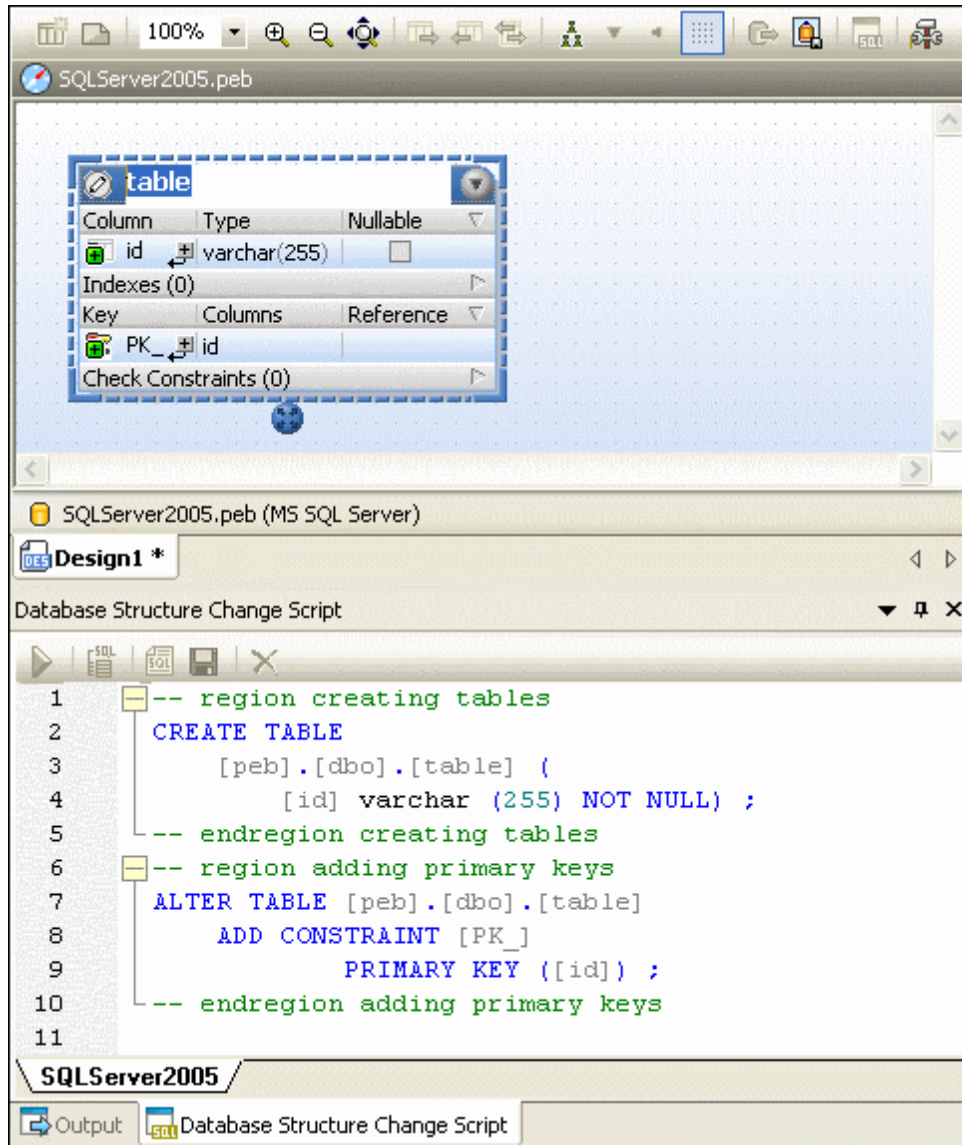 100%
SQLServer2005.peb
table
Column Type Nullable
id varchar(255)
Indexes (0)
Key Columns Reference
PK_ id
Check Constraints (0)
SQLServer2005.peb (MS SQL Server)
DES Design1 *
Database Structure Change Script
SQL SQL
1 -- region creating tables
2 CREATE TABLE
3 [peb].[dbo].[table] (
4 [id] varchar (255) NOT NULL) ;
5 -- endregion creating tables
6 -- region adding primary keys
7 ALTER TABLE [peb].[dbo].[table]
8 ADD CONSTRAINT [PK_]
9 PRIMARY KEY ([id]) ;
10 -- endregion adding primary keys
11
SQLServer2005
Output SQL Database Structure Change Script